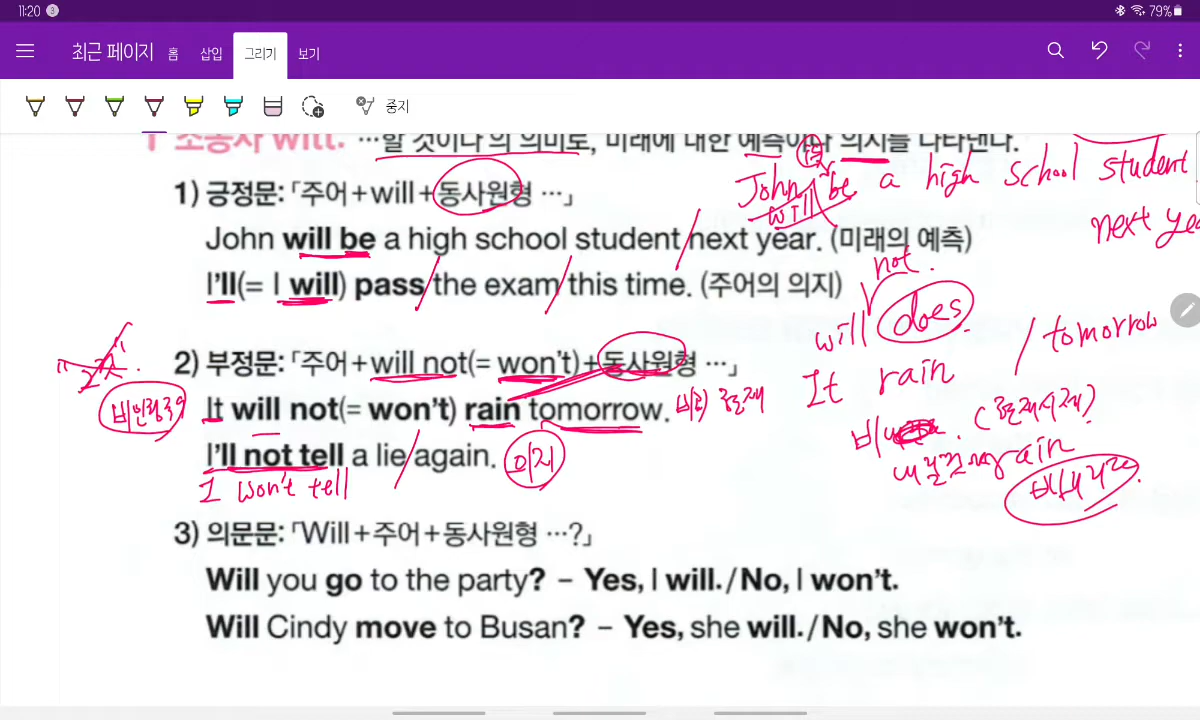 11:20 3 79%
최근 페이지 홈 삽입 그리기 보기
중지
1 조동사 will. …할 것이다'의 의미로, 미래에 대한 예측이나 의지를 나타낸다.
John will be a high school student
next year
1) 긍정문: 「주어+will+동사원형 …」
John will be a high school student next year. (미래의 예측)
I'll(= I will) pass the exam this time. (주어의 의지)
not.
will does
It rain / tomorrow
2) 부정문: 「주어+will not(= won't)+동사원형 …」
비인칭주어
It will not(= won't) rain tomorrow.
(현재시제?
rain
I'll not tell a lie again. 의지
I won't tell
3) 의문문: 「Will+주어+동사원형 …?」
Will you go to the party? – Yes, I will./No, I won't.
Will Cindy move to Busan? – Yes, she will./No, she won't.